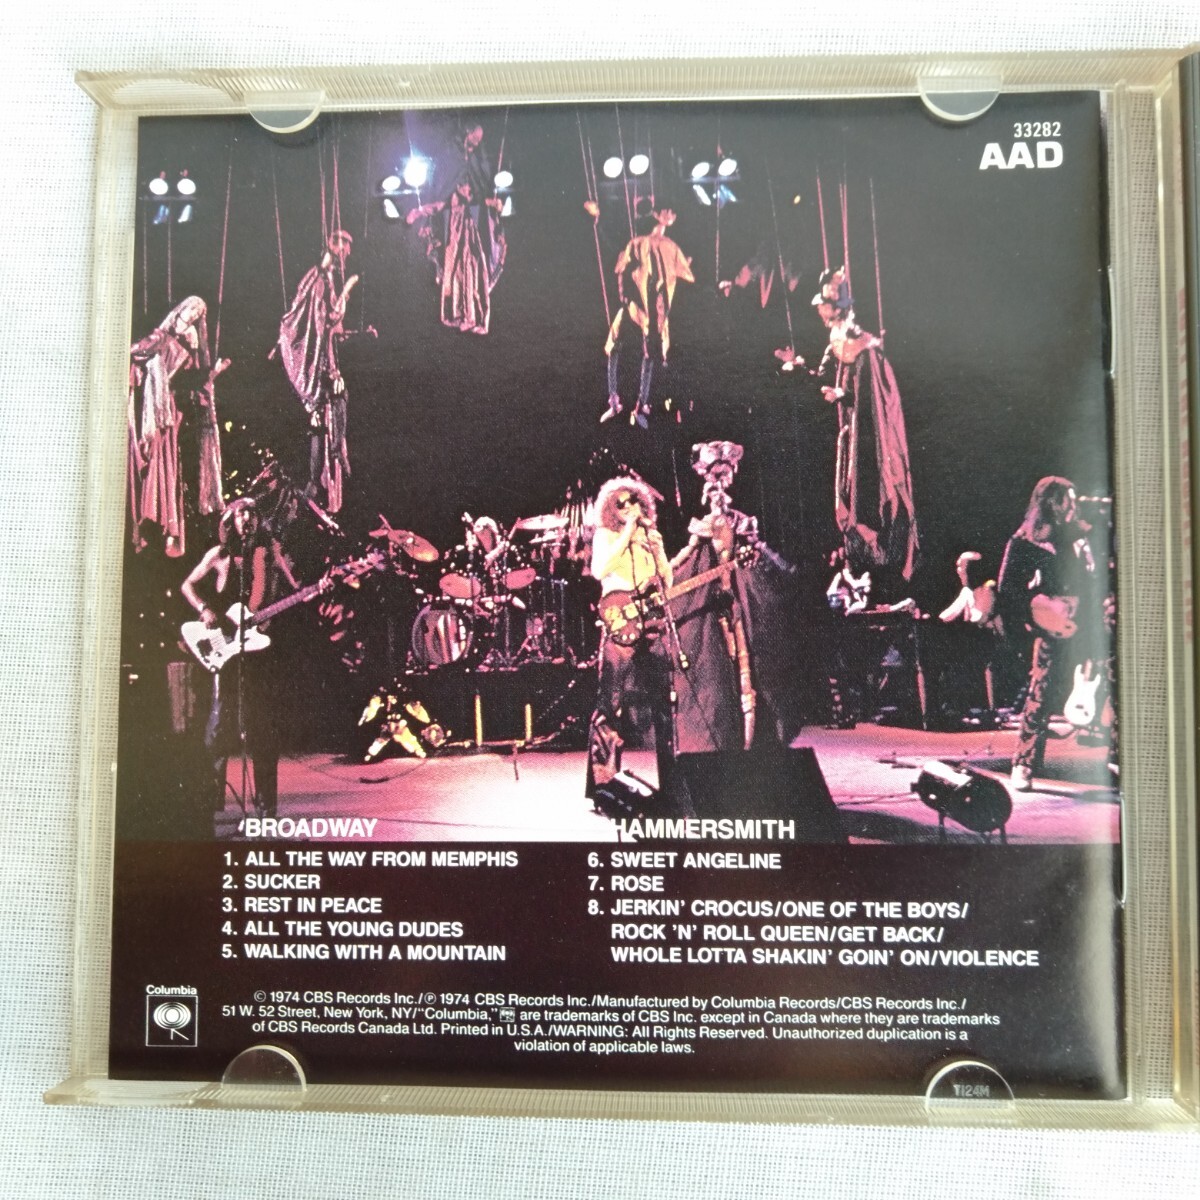 33282
AAD
BROADWAY
1. ALL THE WAY FROM MEMPHIS
2. SUCKER
3. REST IN PEACE
4. ALL THE YOUNG DUDES
5. WALKING WITH A MOUNTAIN
HAMMERSMITH
6. SWEET ANGELINE
7. ROSE
8. JERKIN' CROCUS/ONE OF THE BOYS/
ROCK 'N' ROLL QUEEN/GET BACK/
WHOLE LOTTA SHAKIN' GOIN' ON/VIOLENCE
Columbia
© 1974 CBS Records Inc./℗ 1974 CBS Records Inc./Manufactured by Columbia Records/CBS Records Inc./
51 W. 52 Street, New York, NY/"Columbia," are trademarks of CBS Inc. except in Canada where they are trademarks
of CBS Records Canada Ltd. Printed in U.S.A./WARNING: All Rights Reserved. Unauthorized duplication is a
violation of applicable laws.